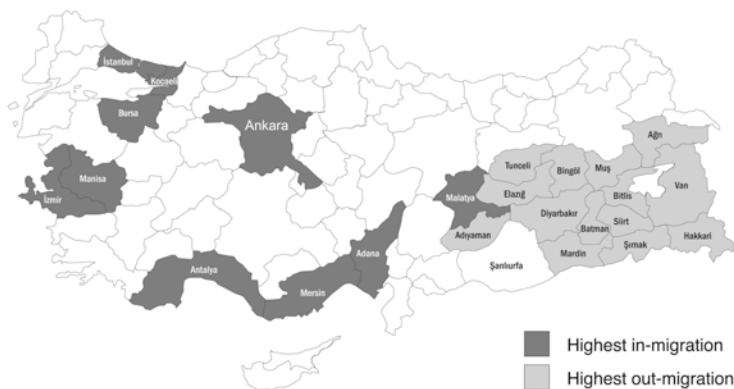 İstanbul
Kocaeli
Bursa
Ankara
Manisa
İzmir
Antalya
Mersin
Adana
Malatya
Adıyaman
Tunceli
Elazığ
Bingöl
Muş
Ağrı
Bitlis
Van
Diyarbakır
Batman
Siirt
Mardin
Şırnak
Hakkari
Şanlıurfa
Highest in-migration
Highest out-migration